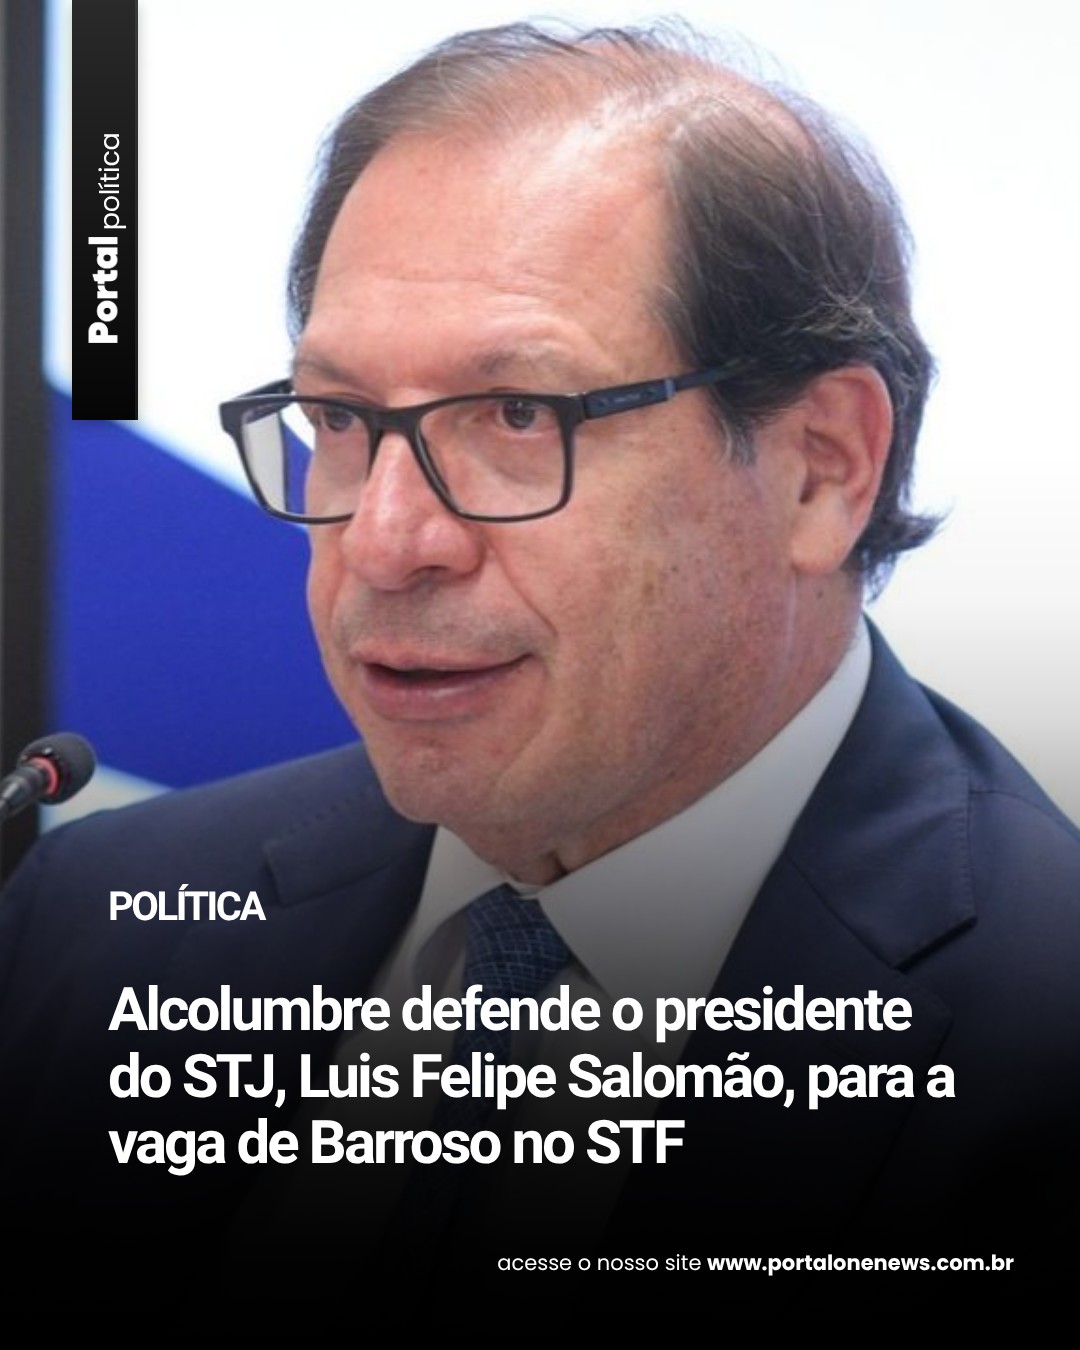 Portal política
POLÍTICA
Alcolumbre defende o presidente
do STJ, Luis Felipe Salomão, para a
vaga de Barroso no STF
acesse o nosso site www.portalonenews.com.br